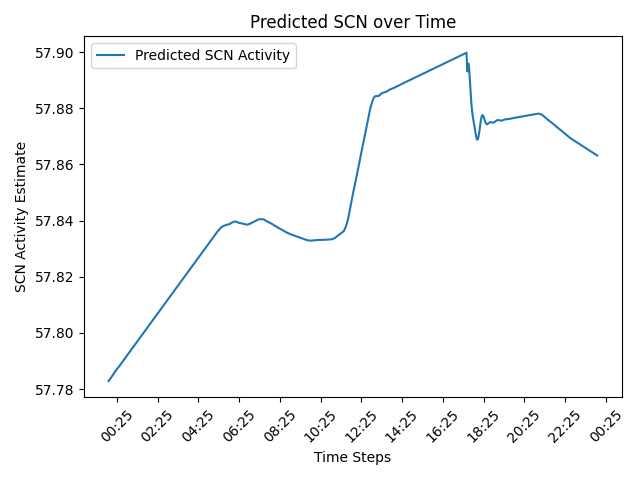 Predicted SCN over Time
Predicted SCN Activity
SCN Activity Estimate
57.90
57.88
57.86
57.84
57.82
57.80
57.78
00:25 02:25 04:25 06:25 08:25 10:25 12:25 14:25 16:25 18:25 20:25 22:25 00:25
Time Steps